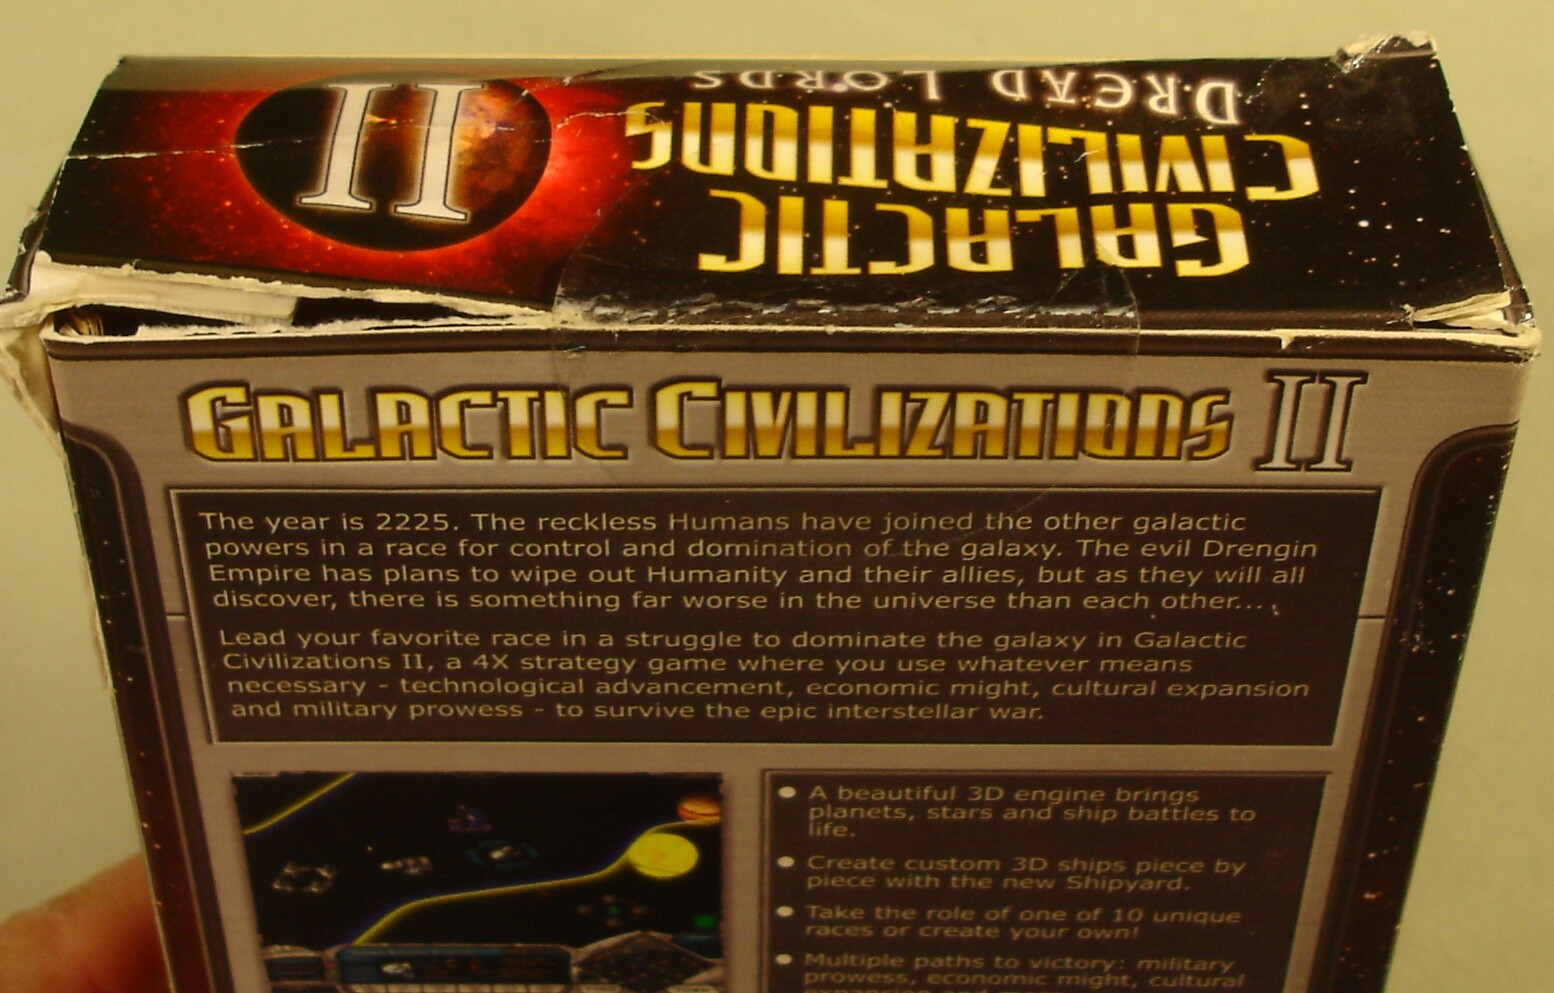 GALACTIC
CIVILIZATIONS
DREAD LORDS
II
GALACTIC CIVILIZATIONS II
The year is 2225. The reckless Humans have joined the other galactic
powers in a race for control and domination of the galaxy. The evil Drengin
Empire has plans to wipe out Humanity and their allies, but as they will all
discover, there is something far worse in the universe than each other...
Lead your favorite race in a struggle to dominate the galaxy in Galactic
Civilizations II, a 4X strategy game where you use whatever means
necessary - technological advancement, economic might, cultural expansion
and military prowess - to survive the epic interstellar war.
A beautiful 3D engine brings
planets, stars and ship battles to
life.
Create custom 3D ships piece by
piece with the new Shipyard.
Take the role of one of 10 unique
races or create your own!
Multiple paths to victory: military
prowess, economic might, cultural
expansion and